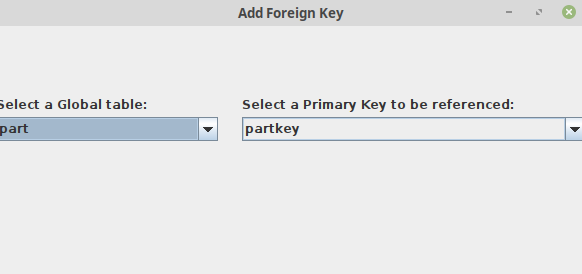 Add Foreign Key
Select a Global table: Select a Primary Key to be referenced:
part partkey